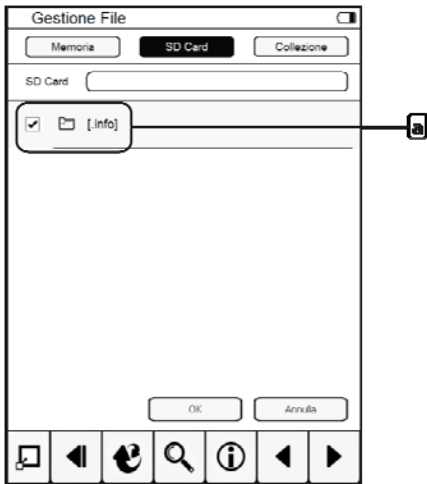 Gestione File
Memoria SD Card Collezione
SD Card
[.info]
a
OK Annulla